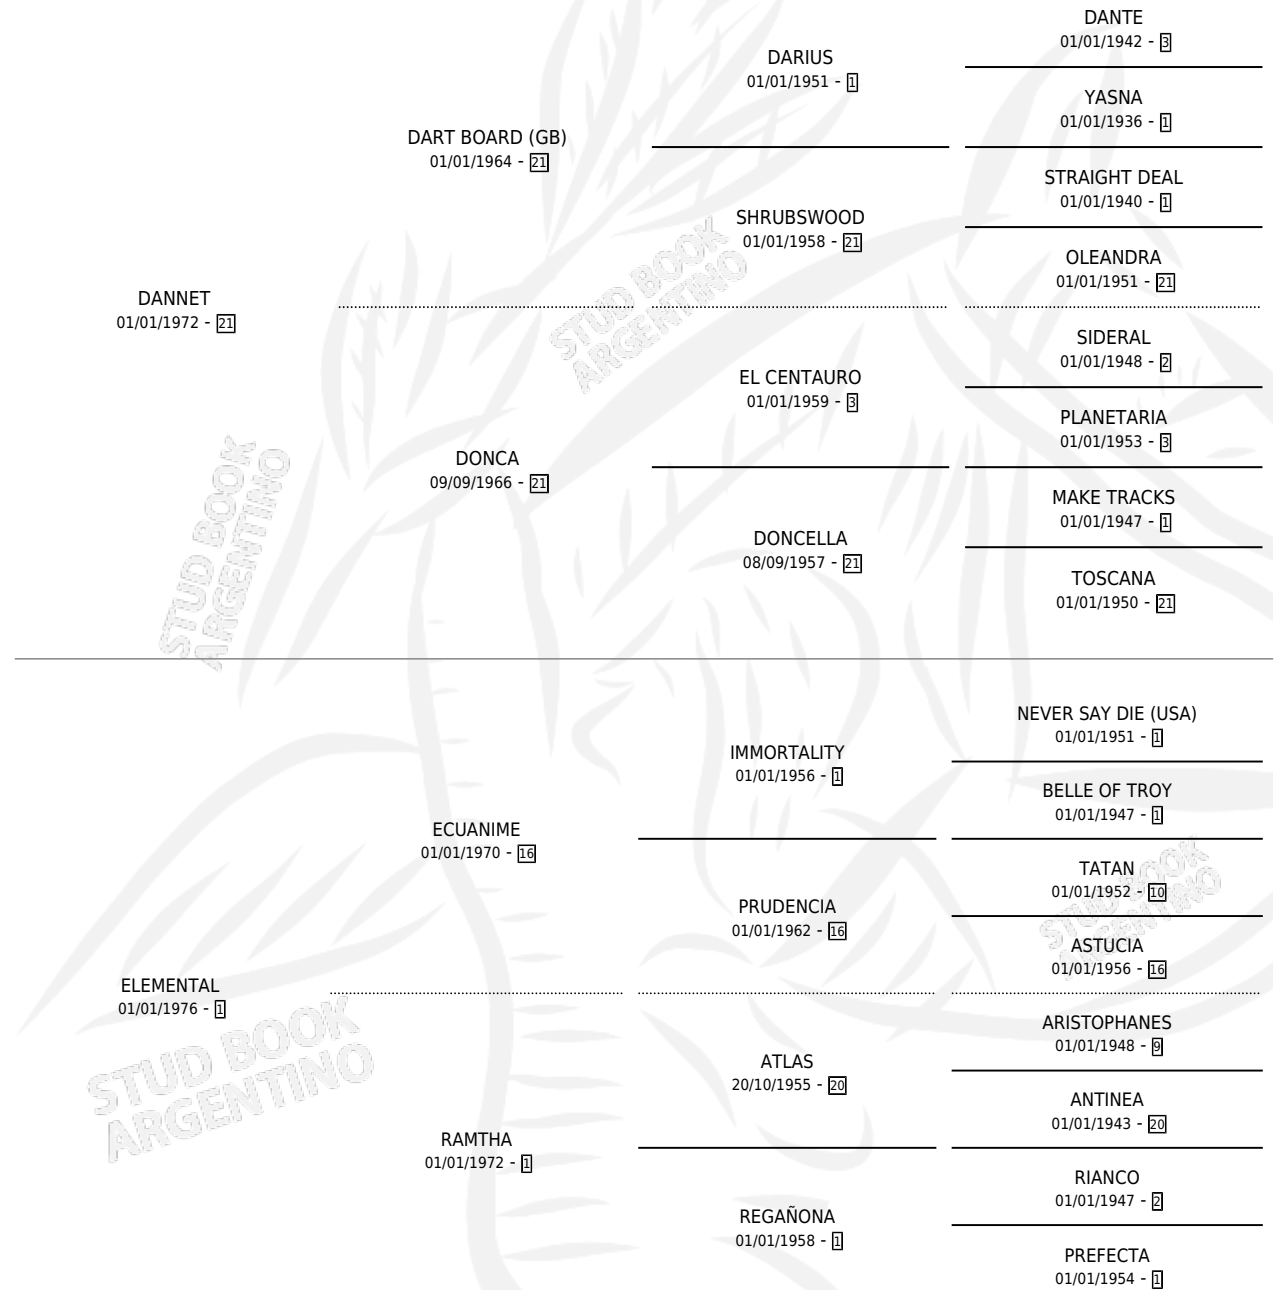 DANTE
01/01/1942 - 3
DARIUS
01/01/1951 - 1
YASNA
01/01/1936 - 1
DART BOARD (GB)
01/01/1964 - 21
STRAIGHT DEAL
01/01/1940 - 1
SHRUBSWOOD
01/01/1958 - 21
OLEANDRA
01/01/1951 - 21
DANNET
01/01/1972 - 21
SIDERAL
01/01/1948 - 2
EL CENTAURO
01/01/1959 - 3
PLANETARIA
01/01/1953 - 3
DONCA
09/09/1966 - 21
MAKE TRACKS
01/01/1947 - 1
DONCELLA
08/09/1957 - 21
TOSCANA
01/01/1950 - 21
STUD BOOK
ARGENTINO
STUD BOOK
ARGENTINO
NEVER SAY DIE (USA)
01/01/1951 - 1
IMMORTALITY
01/01/1956 - 1
BELLE OF TROY
01/01/1947 - 1
ECUANIME
01/01/1970 - 16
TATAN
01/01/1952 - 10
PRUDENCIA
01/01/1962 - 16
ASTUCIA
01/01/1956 - 16
ELEMENTAL
01/01/1976 - 1
ARISTOPHANES
01/01/1948 - 9
ATLAS
20/10/1955 - 20
ANTINEA
01/01/1943 - 20
RAMTHA
01/01/1972 - 1
RIANCO
01/01/1947 - 2
REGAÑONA
01/01/1958 - 1
PREFECTA
01/01/1954 - 1
STUD BOOK
ARGENTINO
STUD BOOK
ARGENTINO